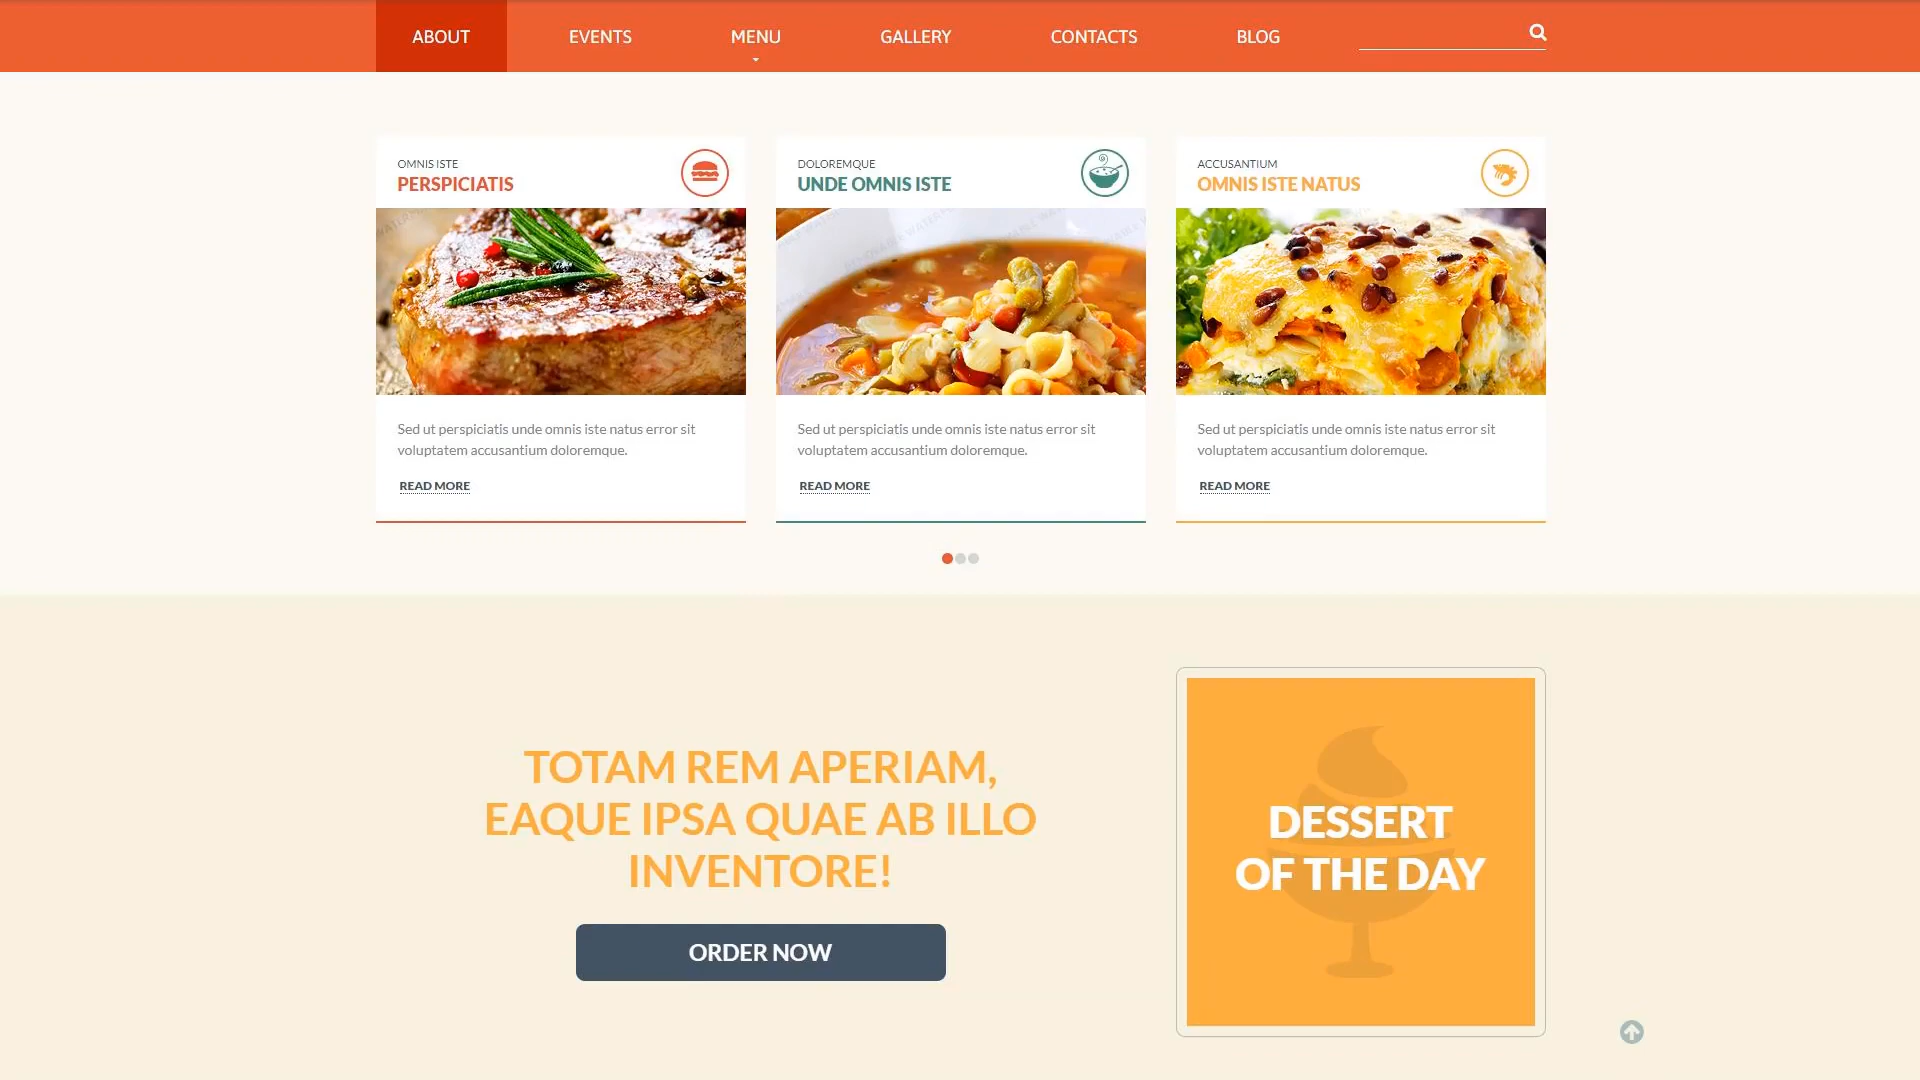 ABOUT
EVENTS
MENU
GALLERY
CONTACTS
BLOG
OMNIS ISTE
PERSPICIATIS
DOLOREMQUE
UNDE OMNIS ISTE
ACCUSANTIUM
OMNIS ISTE NATUS
Sed ut perspiciatis unde omnis iste natus error sit
voluptatem accusantium doloremque.
READ MORE
Sed ut perspiciatis unde omnis iste natus error sit
voluptatem accusantium doloremque.
READ MORE
Sed ut perspiciatis unde omnis iste natus error sit
voluptatem accusantium doloremque.
READ MORE
TOTAM REM APERIAM,
EAQUE IPSA QUAE AB ILLO
INVENTORE!
ORDER NOW
DESSERT
OF THE DAY